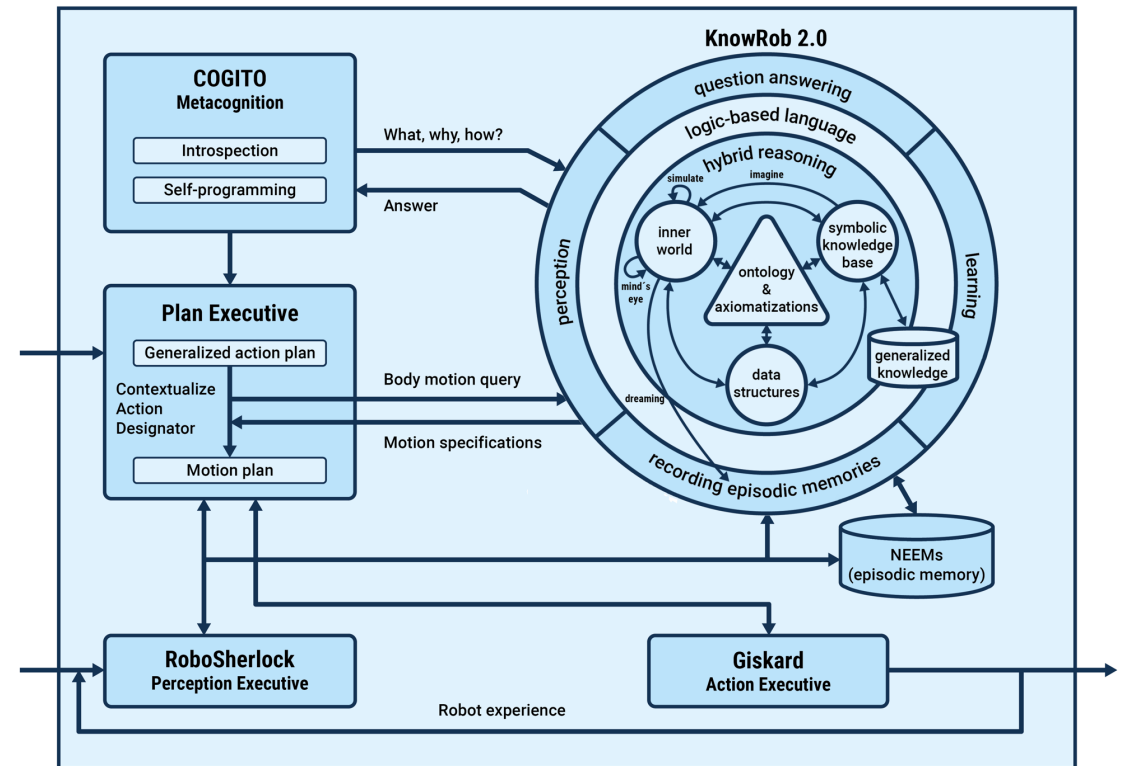 KnowRob 2.0
COGITO
Metacognition
Introspection
Self-programming
What, why, how?
Answer
question answering
logic-based language
hybrid reasoning
simulate
imagine
inner
world
symbolic
knowledge
base
mind´s
eye
ontology
&
axiomatizations
perception
learning
data
structures
generalized
knowledge
dreaming
recording episodic memories
Plan Executive
Generalized action plan
Contextualize
Action
Designator
Motion plan
Body motion query
Motion specifications
NEEMs
(episodic memory)
RoboSherlock
Perception Executive
Giskard
Action Executive
Robot experience